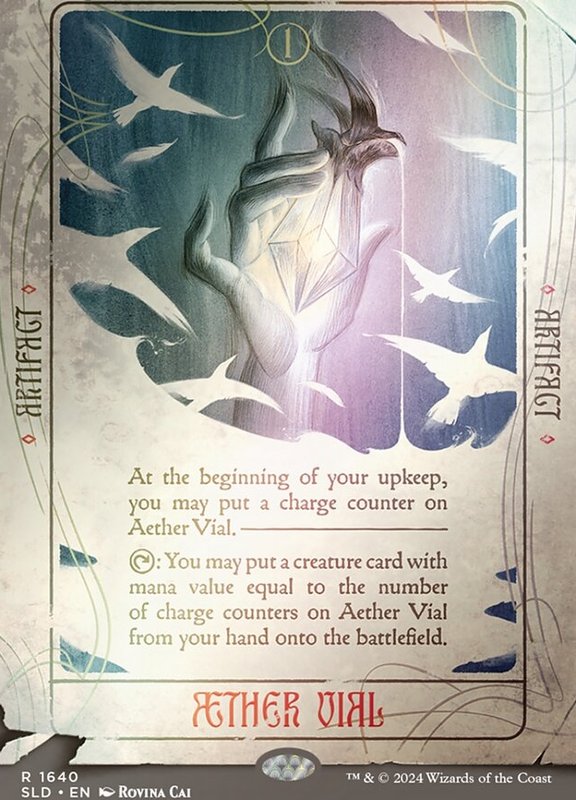 1
ARTIFACT
ARTIFACT
At the beginning of your upkeep,
you may put a charge counter on
Aether Vial.
: You may put a creature card with
mana value equal to the number
of charge counters on Aether Vial
from your hand onto the battlefield.
ÆTHER VIAL
R 1640
SLD • EN Rovina Cai
™ & © 2024 Wizards of the Coast